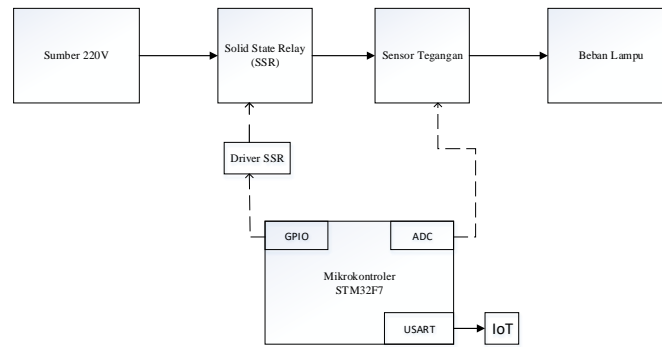 Sumber 220V
Solid State Relay
(SSR)
Sensor Tegangan
Beban Lampu
Driver SSR
GPIO
ADC
Mikrokontroler
STM32F7
USART
IoT